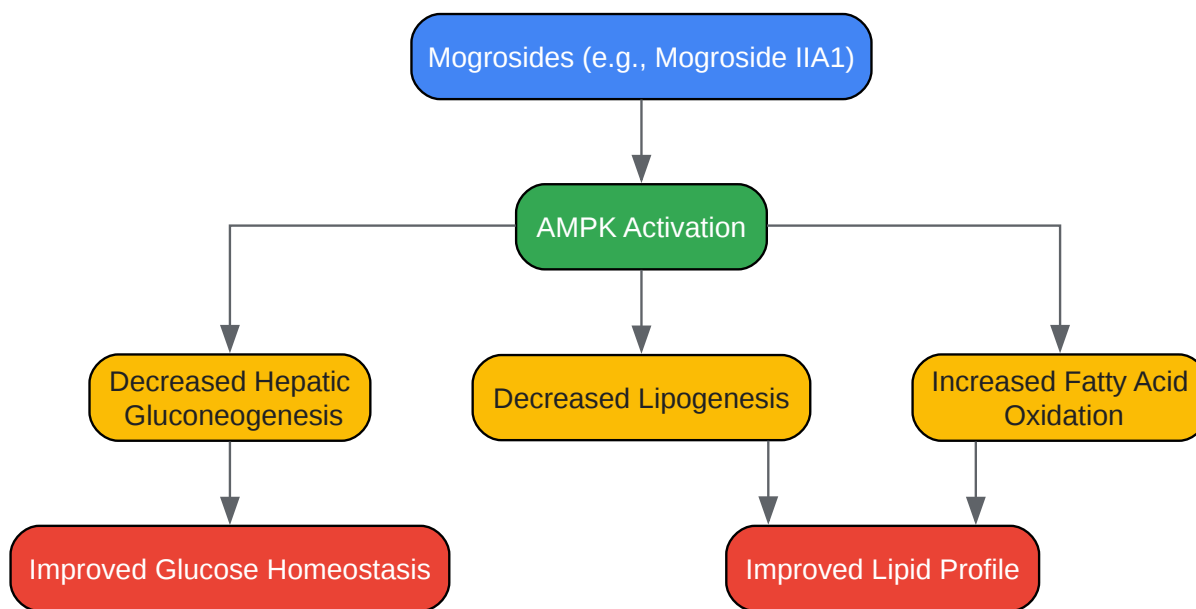 Mogrosides (e.g., Mogroside IIA1)
AMPK Activation
Decreased Hepatic
Gluconeogenesis
Decreased Lipogenesis
Increased Fatty Acid
Oxidation
Improved Glucose Homeostasis
Improved Lipid Profile